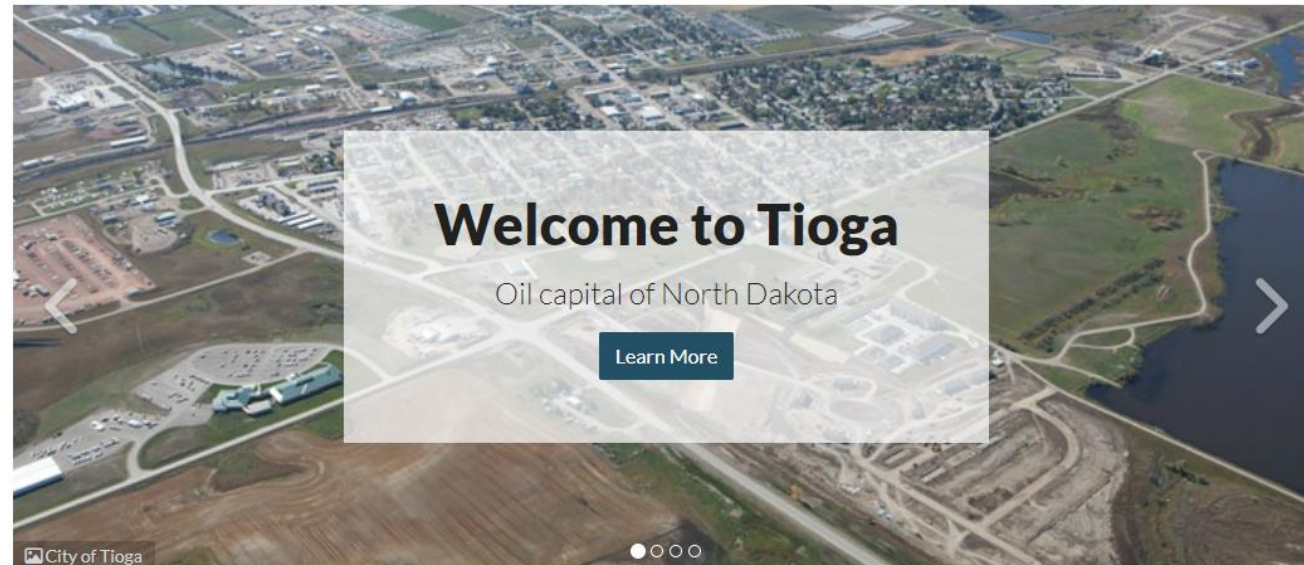 Welcome to Tioga
Oil capital of North Dakota
Learn More
City of Tioga